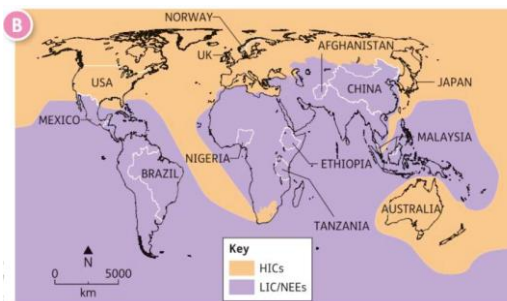 B
NORWAY
AFGHANISTAN
UK
USA
CHINA
JAPAN
MEXICO
MALAYSIA
NIGERIA
ETHIOPIA
BRAZIL
AUSTRALIA
TANZANIA
N
0 5000
km
Key
HICs
LIC/NEEs